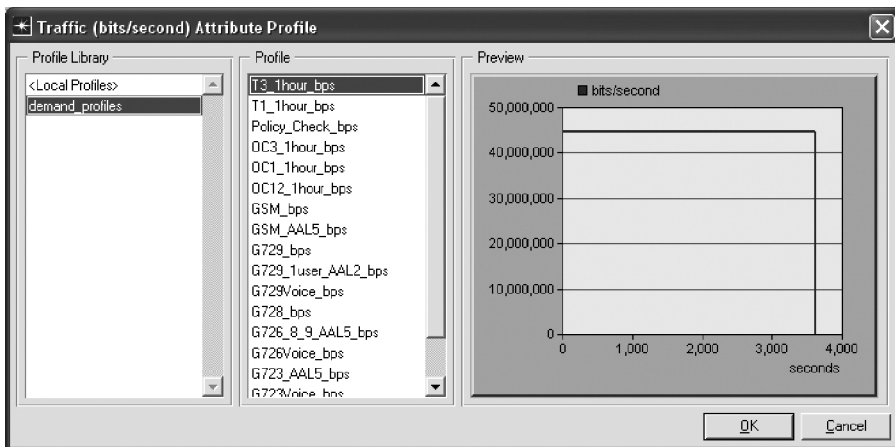 Traffic (bits/second) Attribute Profile
Profile Library
<Local Profiles>
demand_profiles
Profile
T3_1hour_bps
T1_1hour_bps
Policy_Check_bps
OC3_1hour_bps
OC1_1hour_bps
OC12_1hour_bps
GSM_bps
GSM_AAL5_bps
G729_bps
G729_1user_AAL2_bps
G729Voice_bps
G728_bps
G726_8_9_AAL5_bps
G726Voice_bps
G723_AAL5_bps
G723Voice_bps
Preview
bits/second
50,000,000
40,000,000
30,000,000
20,000,000
10,000,000
0
0 1,000 2,000 3,000 4,000
seconds
OK Cancel